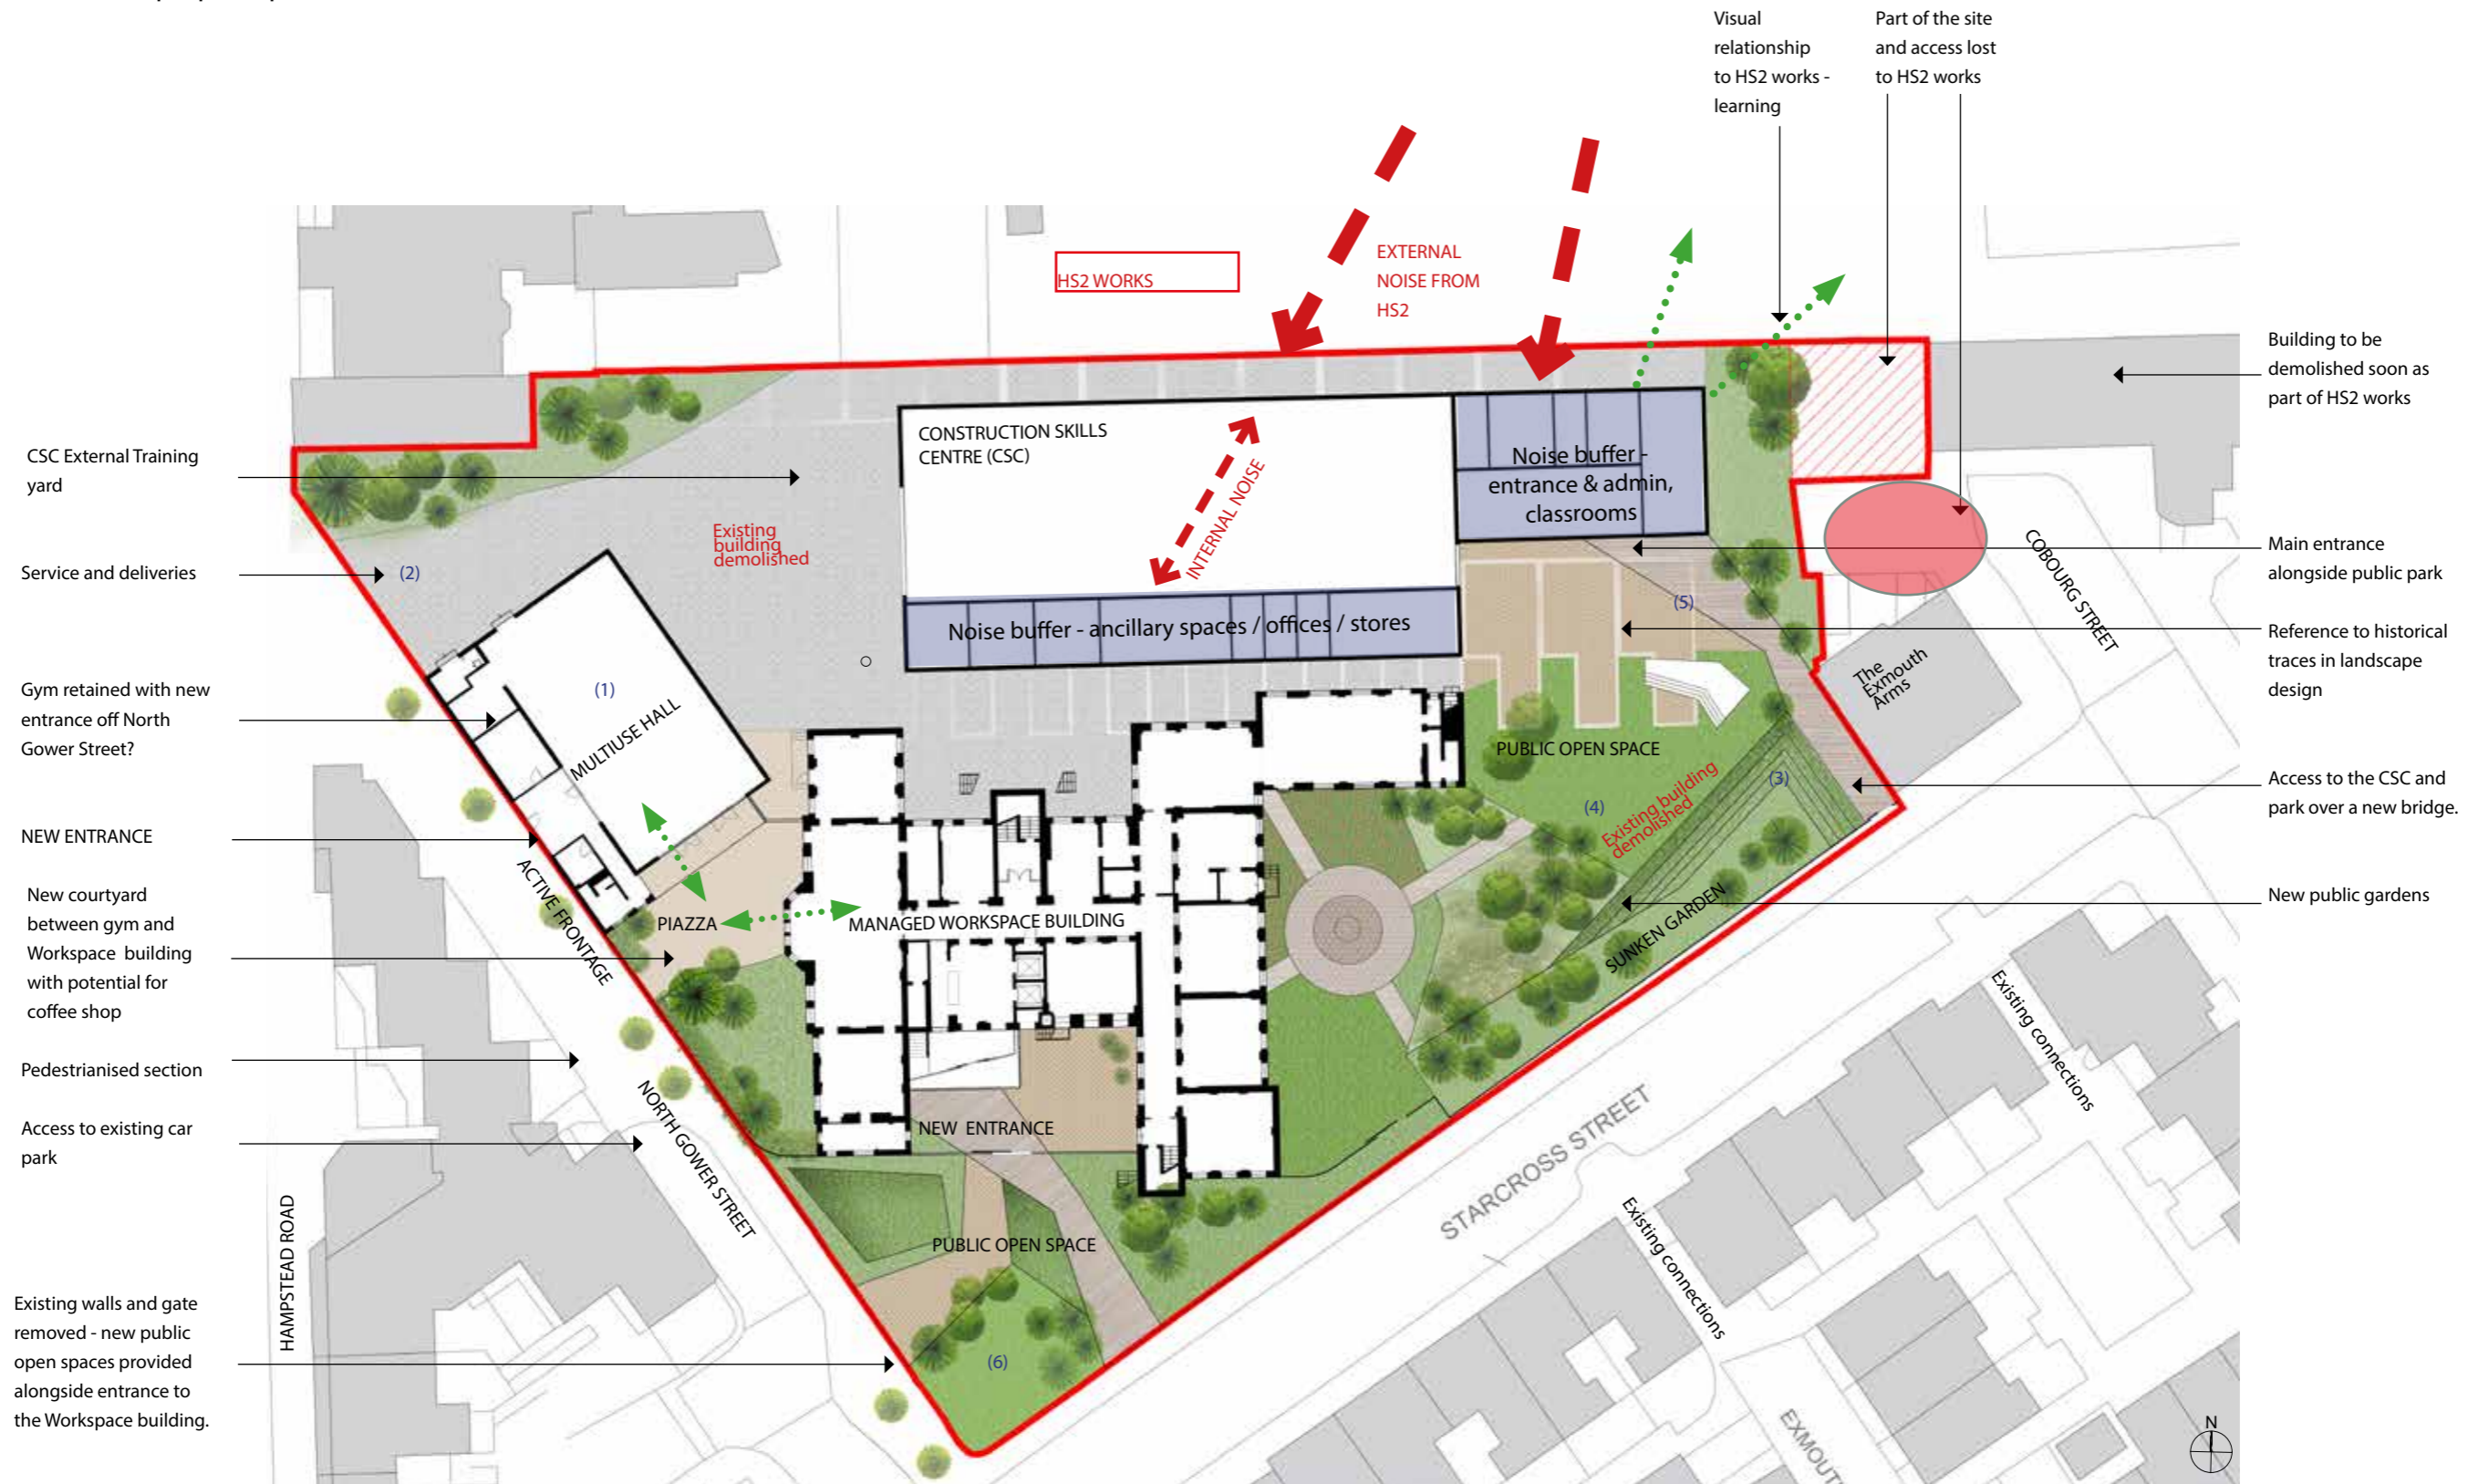 Visual
relationship
to HS2 works -
learning
Part of the site
and access lost
to HS2 works
HS2 WORKS
EXTERNAL
NOISE FROM
HS2
Building to be
demolished soon as
part of HS2 works
CSC External Training
yard
CONSTRUCTION SKILLS
CENTRE (CSC)
INTERNAL NOISE
Noise buffer -
entrance & admin,
classrooms
Existing
building
demolished
COBOURG STREET
Main entrance
alongside public park
Service and deliveries
(2)
(5)
Noise buffer - ancillary spaces / offices / stores
Reference to historical
traces in landscape
design
The
Exmouth
Arms
Gym retained with new
entrance off North
Gower Street?
(1)
MULTIUSE HALL
PUBLIC OPEN SPACE
(3)
(4)
Existing building
demolished
Access to the CSC and
park over a new bridge.
NEW ENTRANCE
ACTIVE FRONTAGE
New courtyard
between gym and
Workspace building
with potential for
coffee shop
PIAZZA
MANAGED WORKSPACE BUILDING
SUNKEN GARDEN
New public gardens
Existing connections
Pedestrianised section
Access to existing car
park
NORTH GOWER STREET
NEW ENTRANCE
STARCROSS STREET
HAMPSTEAD ROAD
PUBLIC OPEN SPACE
Existing connections
Existing walls and gate
removed - new public
open spaces provided
alongside entrance to
the Workspace building.
(6)
EXMOUT
N